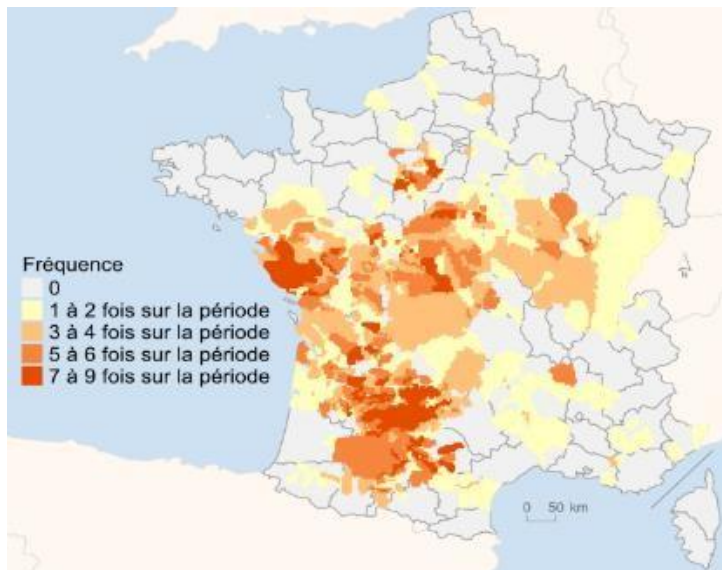 Fréquence
0
1 à 2 fois sur la période
3 à 4 fois sur la période
5 à 6 fois sur la période
7 à 9 fois sur la période
N
0 50 km